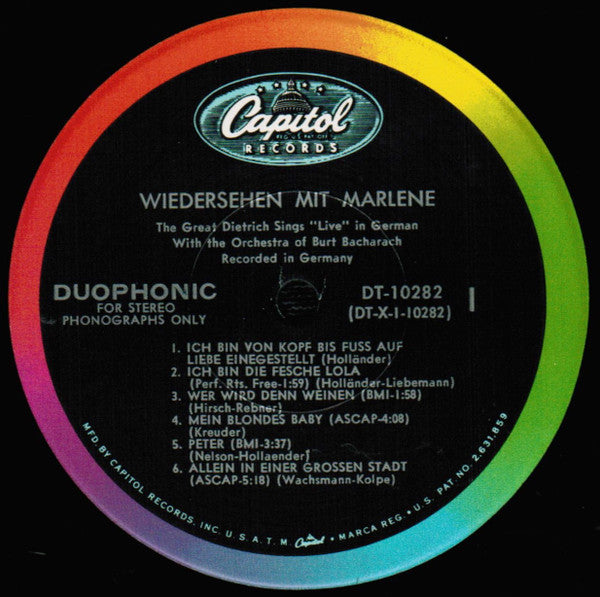 Capitol
RECORDS
WIEDERSEHEN MIT MARLENE
The Great Dietrich Sings "Live" in German
With the Orchestra of Burt Bacharach
Recorded in Germany
DUOPHONIC
FOR STEREO
PHONOGRAPHS ONLY
DT-10282
(DT-X-1-10282)
1
1. ICH BIN VON KOPF BIS FUSS AUF
LIEBE EINEGESTELLT (Holländer)
2. ICH BIN DIE FESCHE LOLA
(Perf. Rts. Free-1:59) (Holländer-Liebemann)
3. WER WIRD DENN WEINEN (BMI-1:58)
(Hirsch-Rebner)
4. MEIN BLONDES BABY (ASCAP-4:08)
(Kreuder)
5. PETER (BMI-3:37)
(Nelson-Hollaender)
6. ALLEIN IN EINER GROSSEN STADT
(ASCAP-5:18) (Wachsmann-Kolpe)
MFD. BY CAPITOL RECORDS, INC. U.S.A. T.M. Capitol • MARCA REG. • U.S. PAT. NO. 2,631,859